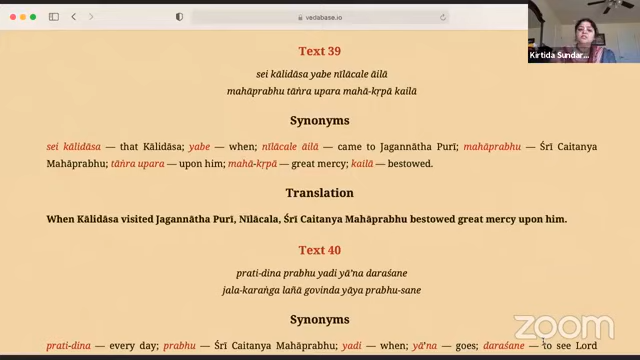 vedabase.io
Kirtida Sundar...
Text 39
sei kālidāsa yabe nīlācale āilā
mahāprabhu tāṅra upara mahā-kṛpā kailā
Synonyms
sei kālidāsa — that Kālidāsa; yabe — when; nīlācale āilā — came to Jagannātha Purī; mahāprabhu — Śrī Caitanya
Mahāprabhu; tāṅra upara — upon him; mahā-kṛpā — great mercy; kailā — bestowed.
Translation
When Kālidāsa visited Jagannātha Purī, Nīlācala, Śrī Caitanya Mahāprabhu bestowed great mercy upon him.
Text 40
prati-dina prabhu yadi yā'na daraśane
jala-karaṅga lañā govinda yāya prabhu-sane
Synonyms
prati-dina — every day; prabhu — Śrī Caitanya Mahāprabhu; yadi — when; yā'na — goes; daraśane — to see Lord
zoom